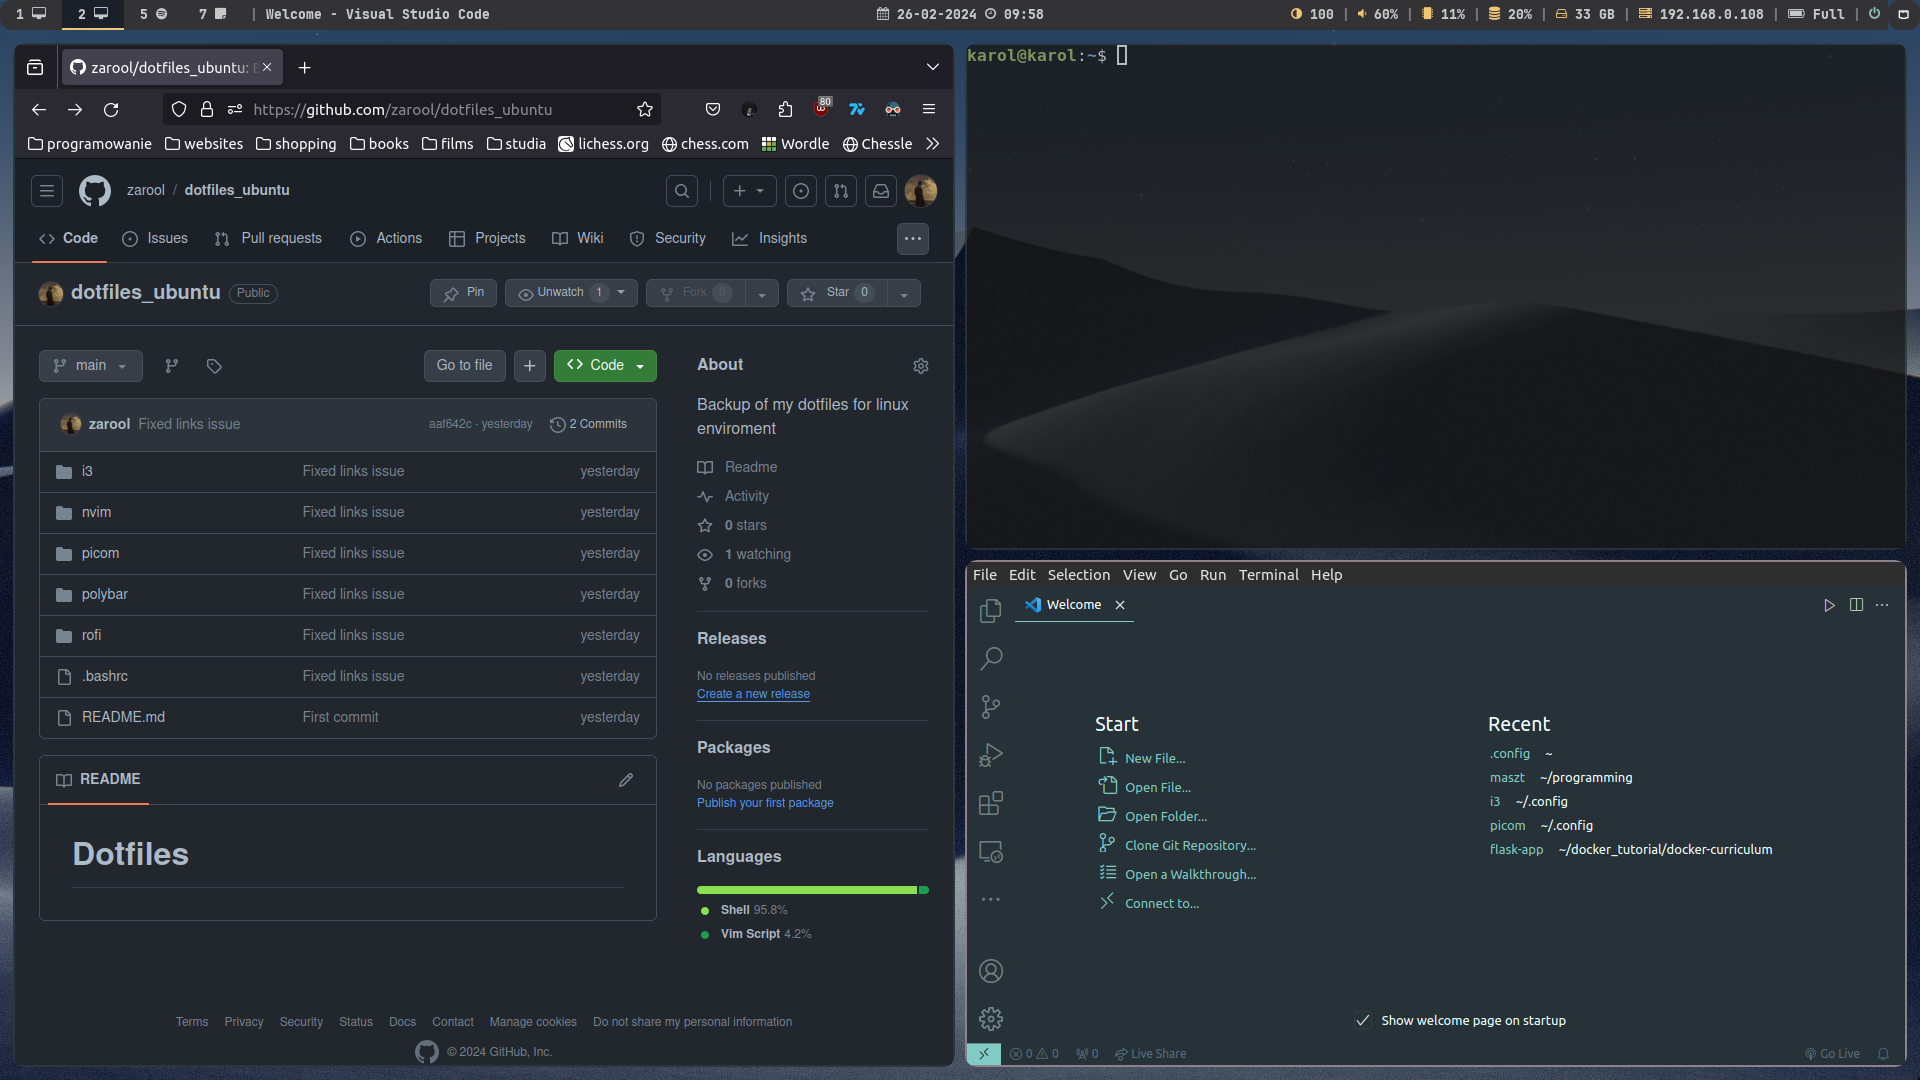 1 2 5 7 | Welcome - Visual Studio Code
26-02-2024 09:58
100 | 60% | 11% | 20% | 33 GB | 192.168.0.108 | Full |
zarool/dotfiles_ubuntu:
https://github.com/zarool/dotfiles_ubuntu
80
programowanie websites shopping books films studia lichess.org chess.com Wordle Chessle
zarool / dotfiles_ubuntu
Code Issues Pull requests Actions Projects Wiki Security Insights
dotfiles_ubuntu Public
Pin Unwatch 1 Fork 0 Star 0
main Go to file Code
zarool Fixed links issue aaf642c · yesterday 2 Commits
i3 Fixed links issue yesterday
nvim Fixed links issue yesterday
picom Fixed links issue yesterday
polybar Fixed links issue yesterday
rofi Fixed links issue yesterday
.bashrc Fixed links issue yesterday
README.md First commit yesterday
README
Dotfiles
About
Backup of my dotfiles for linux
enviroment
Readme
Activity
0 stars
1 watching
0 forks
Releases
No releases published
Create a new release
Packages
No packages published
Publish your first package
Languages
Shell 95.8%
Vim Script 4.2%
Terms Privacy Security Status Docs Contact Manage cookies Do not share my personal information
© 2024 GitHub, Inc.
karol@karol:~$
File Edit Selection View Go Run Terminal Help
Welcome
Start
New File...
Open File...
Open Folder...
Clone Git Repository...
Open a Walkthrough...
Connect to...
Recent
.config ~
maszt ~/programming
i3 ~/.config
picom ~/.config
flask-app ~/docker_tutorial/docker-curriculum
Show welcome page on startup
0 0 0 Live Share Go Live